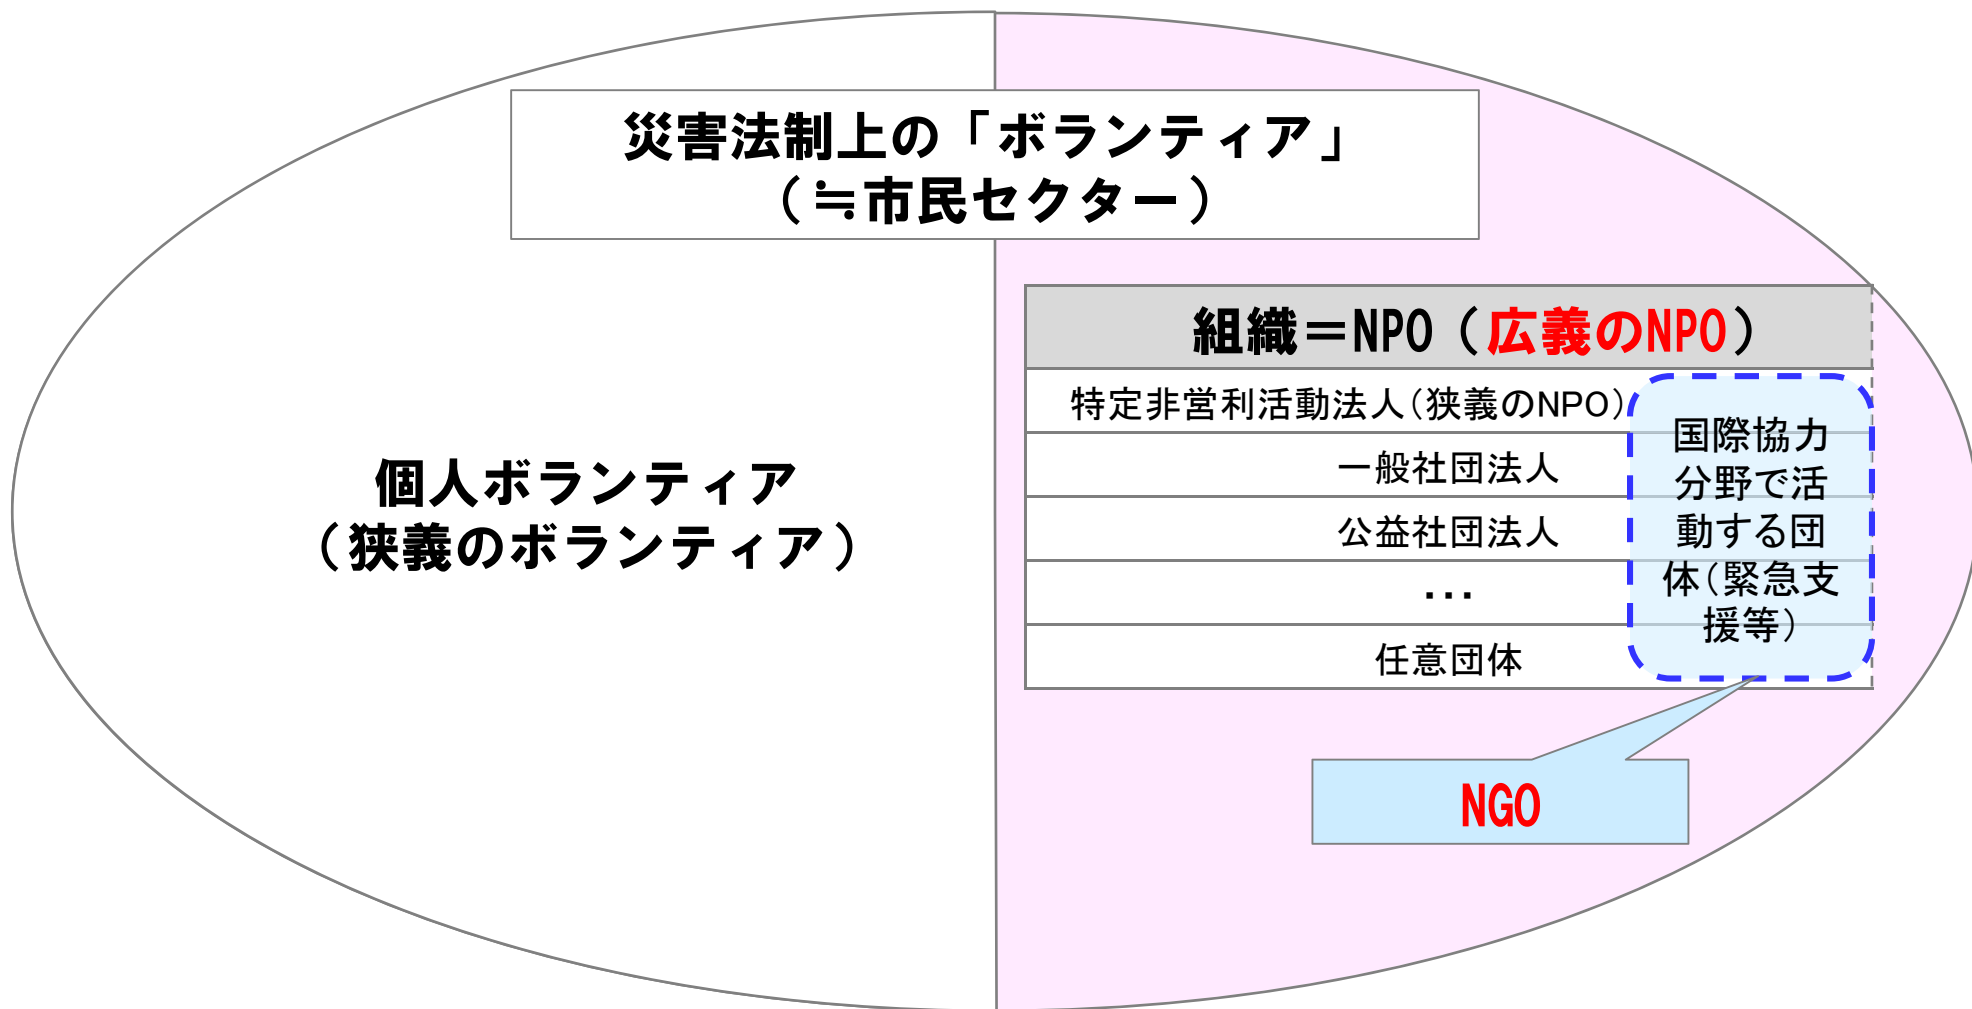 災害法制上の「ボランティア」
（≒市民セクター）
個人ボランティア
（狭義のボランティア）
組織＝NPO（広義のNPO）
特定非営利活動法人（狭義のNPO）
一般社団法人
公益社団法人
・・・
任意団体
国際協力
分野で活
動する団
体（緊急支
援等）
NGO